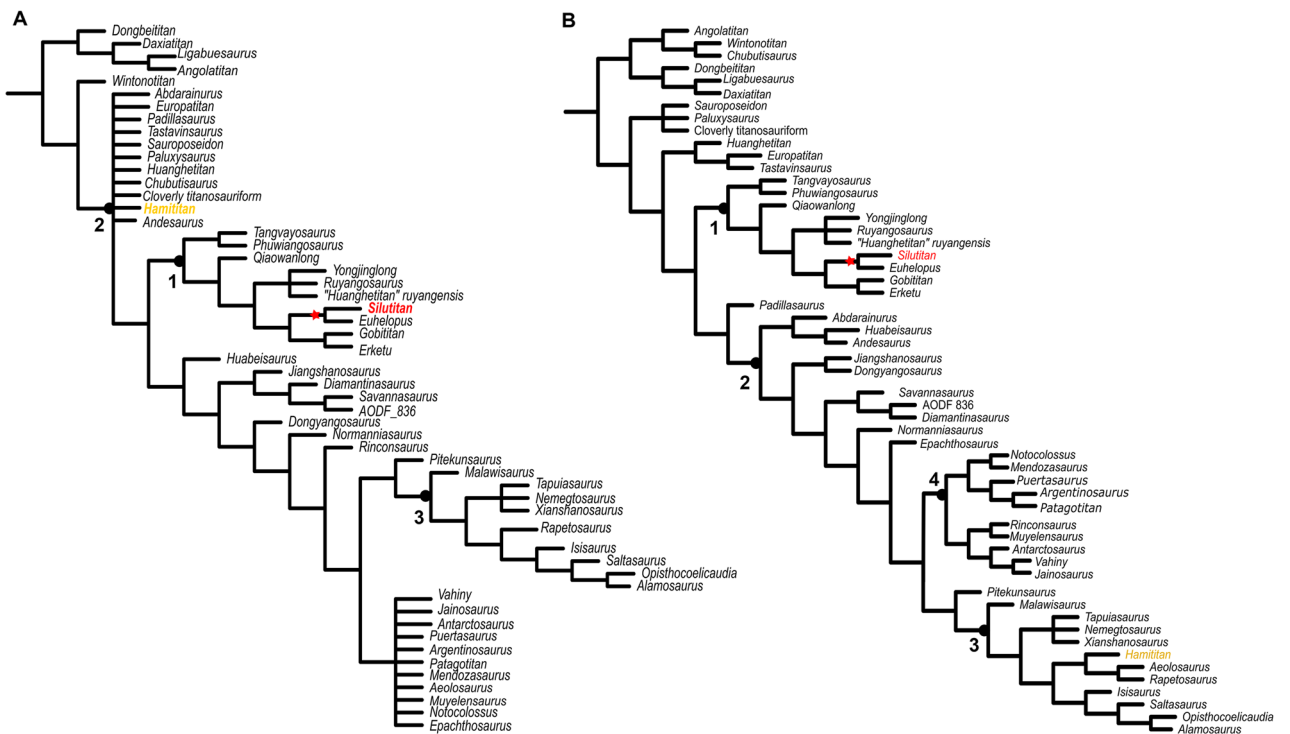 A
Dongbeititan
Daxiatitan
Ligabuesaurus
Angolatitan
Wintonotitan
Abdarainurus
Europatitan
Padillasaurus
Tastavinsaurus
Sauroposeidon
Paluxysaurus
Huanghetitan
Chubutisaurus
Cloverly titanosauriform
Hamititan
2
Andesaurus
Tangvayosaurus
Phuwiangosaurus
Qiaowanlong
1
Yongjinglong
Ruyangosaurus
"Huanghetitan" ruyangensis
Silutitan
Euhelopus
Gobititan
Erketu
Huabeisaurus
Jiangshanosaurus
Diamantinasaurus
Savannasaurus
AODF_836
Dongyangosaurus
Normanniasaurus
Rinconsaurus
Pitekunsaurus
Malawisaurus
3
Tapuiasaurus
Nemegtosaurus
Xianshanosaurus
Rapetosaurus
Isisaurus
Saltasaurus
Opisthocoelicaudia
Alamosaurus
Vahiny
Jainosaurus
Antarctosaurus
Puertasaurus
Argentinosaurus
Patagotitan
Mendozasaurus
Aeolosaurus
Muyelensaurus
Notocolossus
Epachthosaurus
B
Angolatitan
Wintonotitan
Chubutisaurus
Dongbeititan
Ligabuesaurus
Daxiatitan
Sauroposeidon
Paluxysaurus
Cloverly titanosauriform
Huanghetitan
Europatitan
Tastavinsaurus
Tangvayosaurus
Phuwiangosaurus
Qiaowanlong
1
Yongjinglong
Ruyangosaurus
"Huanghetitan" ruyangensis
Silutitan
Euhelopus
Gobititan
Erketu
Padillasaurus
Abdarainurus
Huabeisaurus
Andesaurus
2
Jiangshanosaurus
Dongyangosaurus
Savannasaurus
AODF 836
Diamantinasaurus
Normanniasaurus
Epachthosaurus
Notocolossus
Mendozasaurus
4
Puertasaurus
Argentinosaurus
Patagotitan
Rinconsaurus
Muyelensaurus
Antarctosaurus
Vahiny
Jainosaurus
Pitekunsaurus
Malawisaurus
3
Tapuiasaurus
Nemegtosaurus
Xianshanosaurus
Hamititan
Aeolosaurus
Rapetosaurus
Isisaurus
Saltasaurus
Opisthocoelicaudia
Alamosaurus